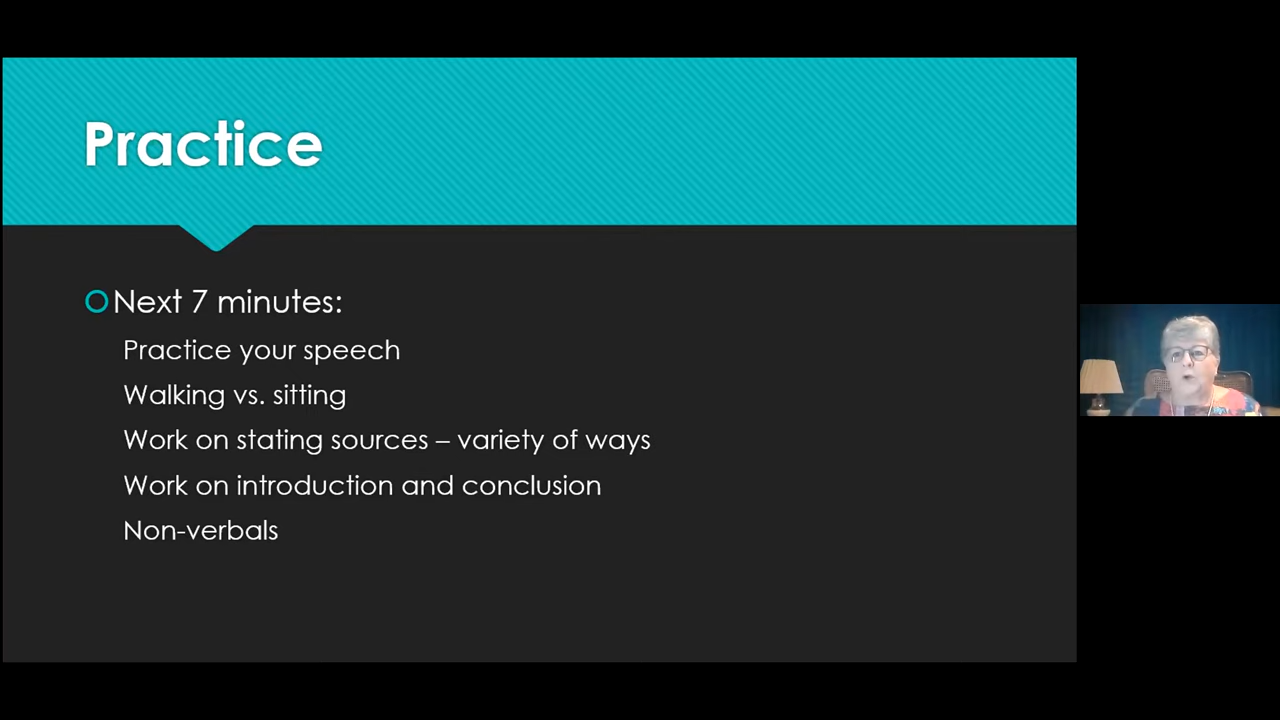 Practice
Next 7 minutes:
Practice your speech
Walking vs. sitting
Work on stating sources – variety of ways
Work on introduction and conclusion
Non-verbals